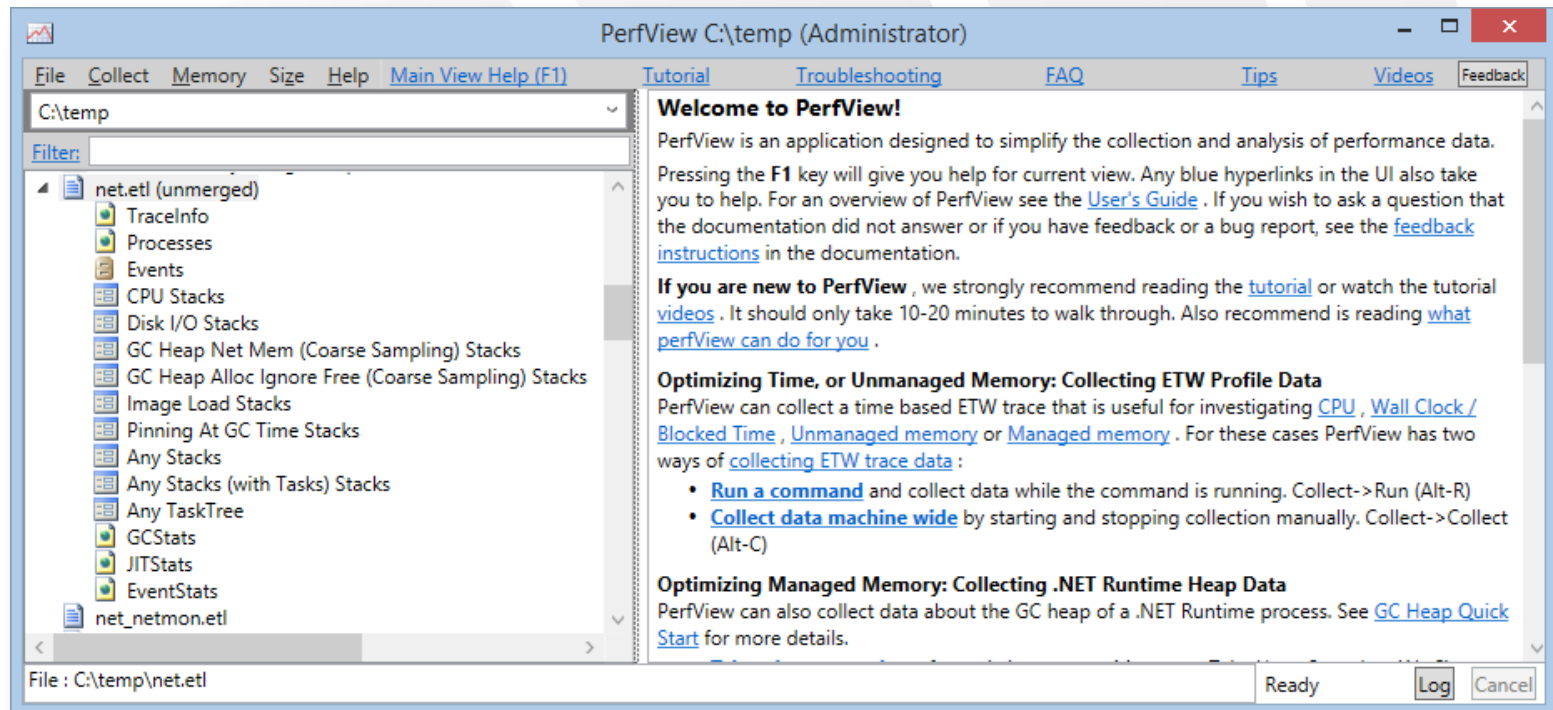 PerfView C:\temp (Administrator)
File Collect Memory Size Help Main View Help (F1) Tutorial Troubleshooting FAQ Tips Videos Feedback
C:\temp
Filter:
net.etl (unmerged)
TraceInfo
Processes
Events
CPU Stacks
Disk I/O Stacks
GC Heap Net Mem (Coarse Sampling) Stacks
GC Heap Alloc Ignore Free (Coarse Sampling) Stacks
Image Load Stacks
Pinning At GC Time Stacks
Any Stacks
Any Stacks (with Tasks) Stacks
Any TaskTree
GCStats
JITStats
EventStats
net_netmon.etl
Welcome to PerfView!
PerfView is an application designed to simplify the collection and analysis of performance data.
Pressing the F1 key will give you help for current view. Any blue hyperlinks in the UI also take
you to help. For an overview of PerfView see the User's Guide . If you wish to ask a question that
the documentation did not answer or if you have feedback or a bug report, see the feedback
instructions in the documentation.
If you are new to PerfView , we strongly recommend reading the tutorial or watch the tutorial
videos . It should only take 10-20 minutes to walk through. Also recommend is reading what
perfView can do for you .
Optimizing Time, or Unmanaged Memory: Collecting ETW Profile Data
PerfView can collect a time based ETW trace that is useful for investigating CPU , Wall Clock /
Blocked Time , Unmanaged memory or Managed memory . For these cases PerfView has two
ways of collecting ETW trace data :
• Run a command and collect data while the command is running. Collect->Run (Alt-R)
• Collect data machine wide by starting and stopping collection manually. Collect->Collect
(Alt-C)
Optimizing Managed Memory: Collecting .NET Runtime Heap Data
PerfView can also collect data about the GC heap of a .NET Runtime process. See GC Heap Quick
Start for more details.
File : C:\temp\net.etl
Ready Log Cancel